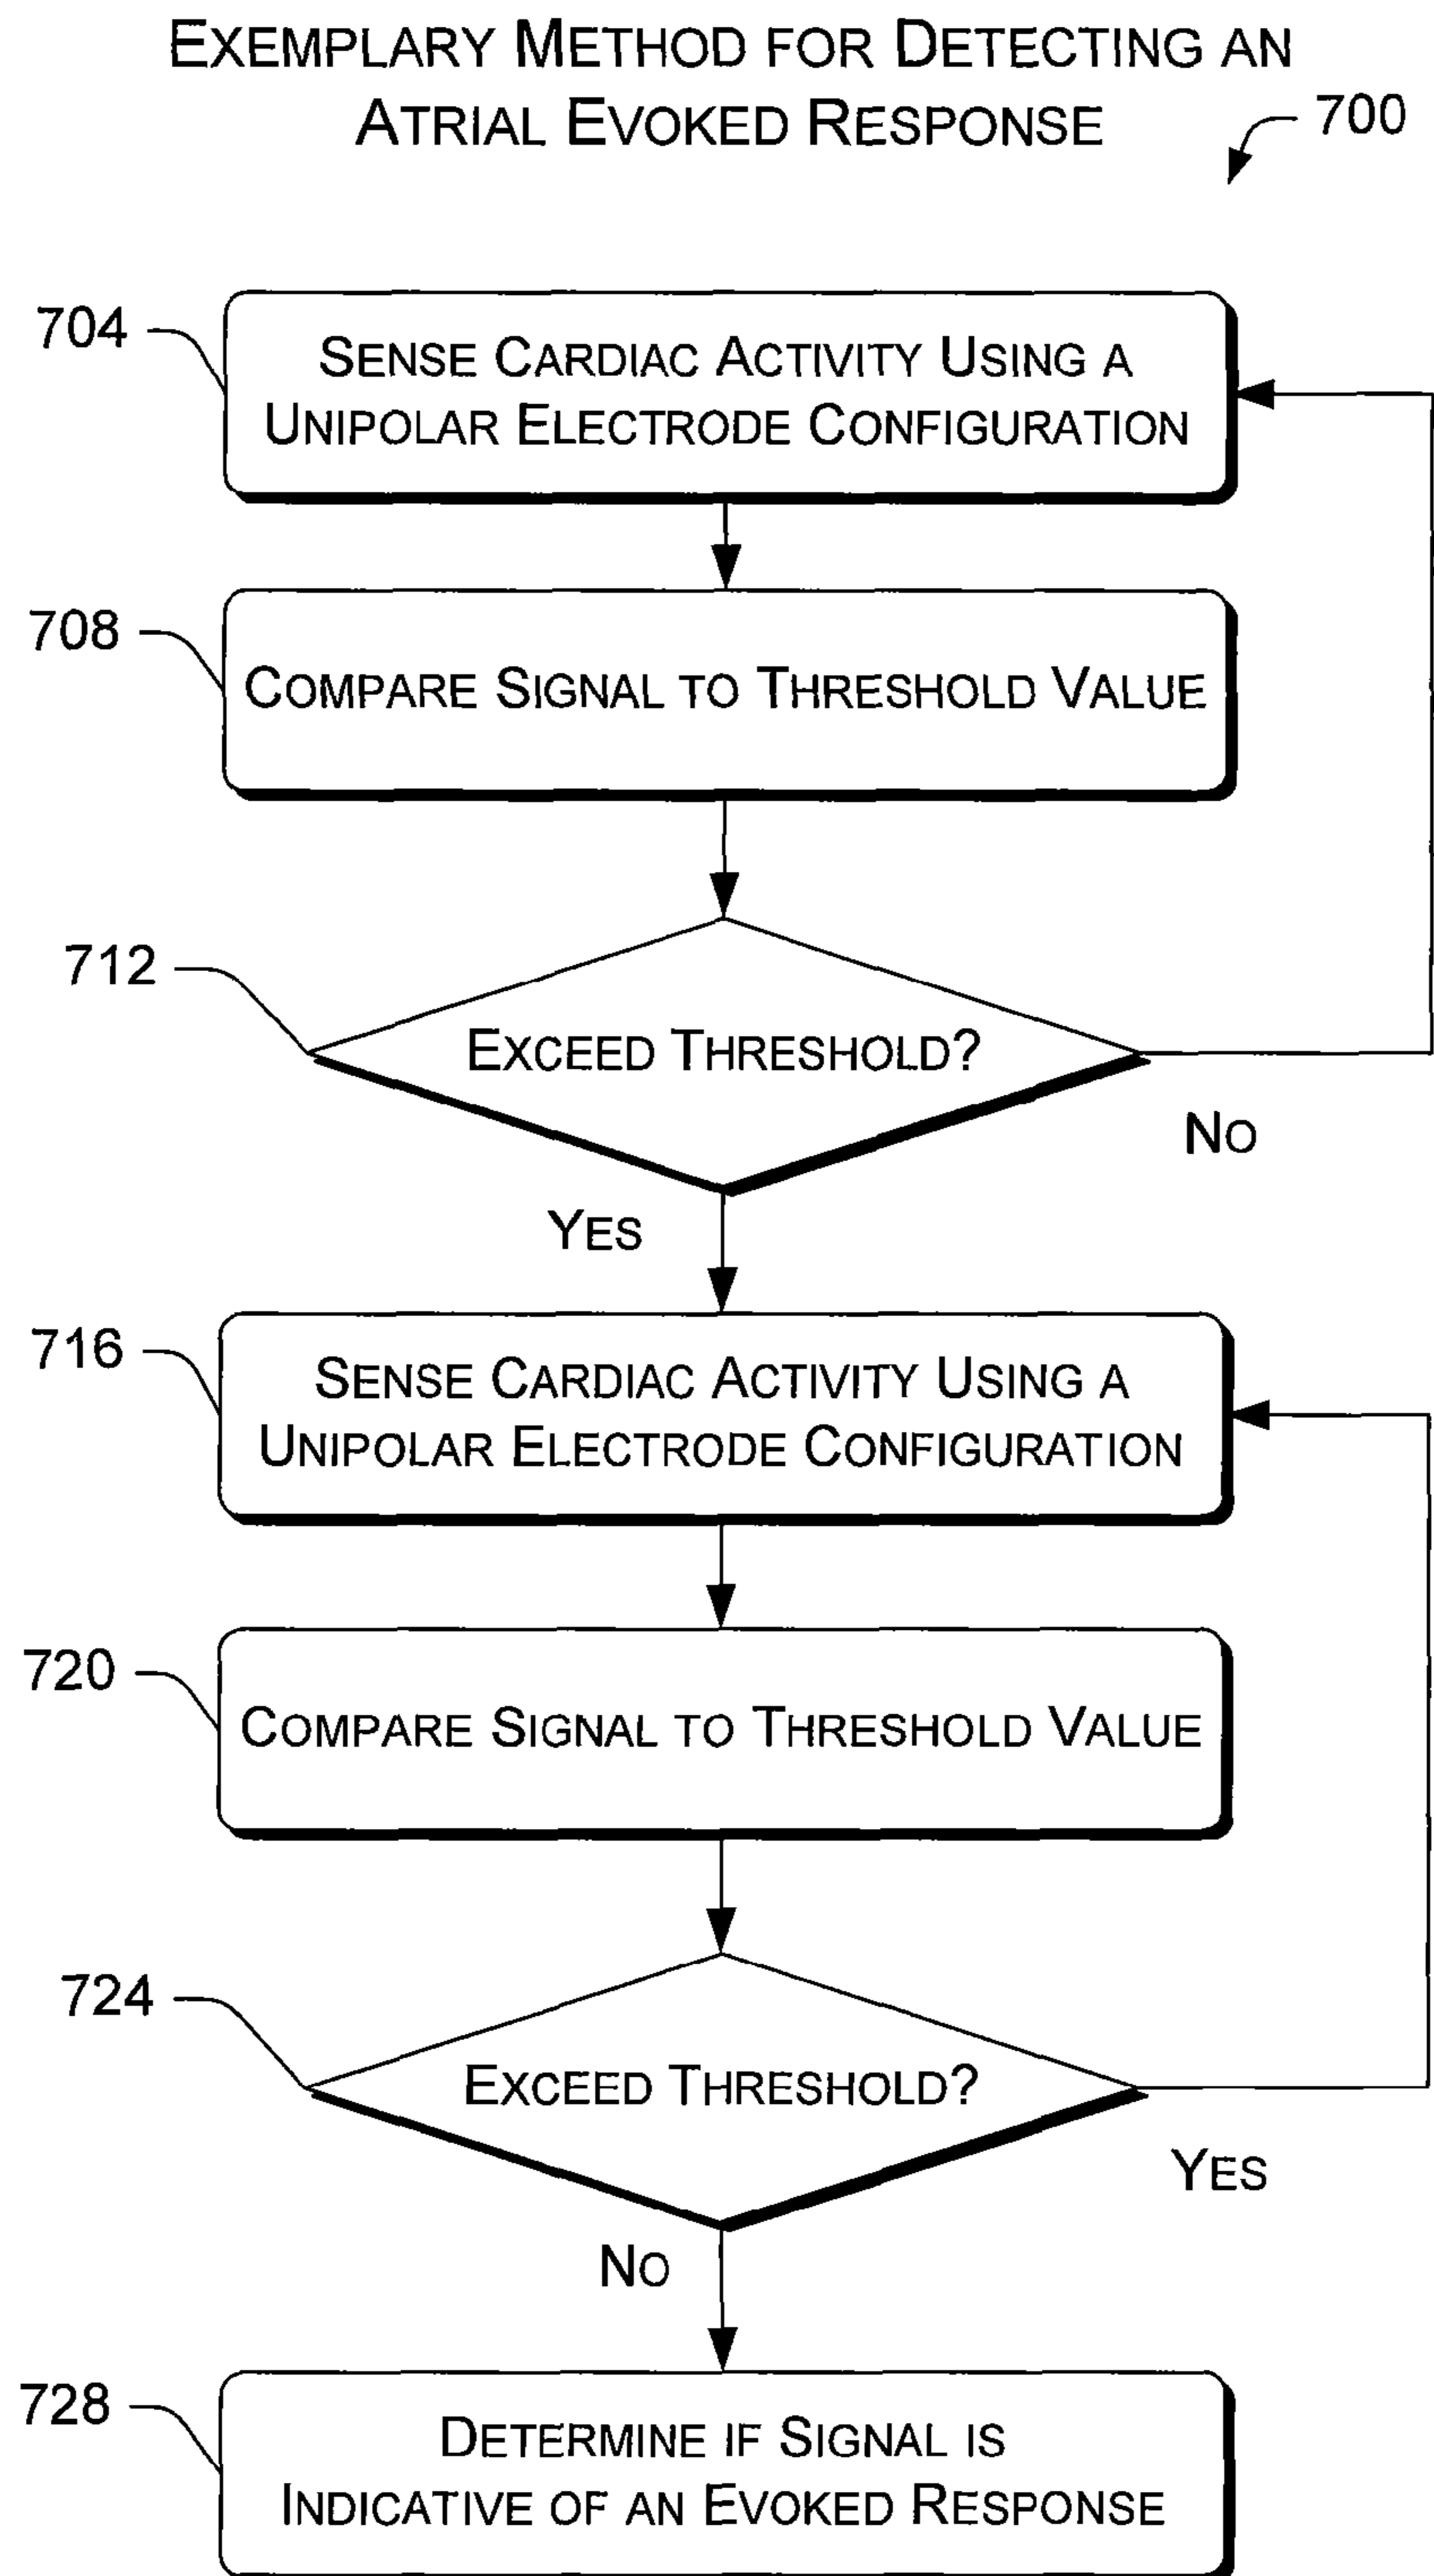 EXEMPLARY METHOD FOR DETECTING AN
ATRIAL EVOKED RESPONSE
700
704
SENSE CARDIAC ACTIVITY USING A
UNIPOLAR ELECTRODE CONFIGURATION
708
COMPARE SIGNAL TO THRESHOLD VALUE
712
EXCEED THRESHOLD?
NO
YES
716
SENSE CARDIAC ACTIVITY USING A
UNIPOLAR ELECTRODE CONFIGURATION
720
COMPARE SIGNAL TO THRESHOLD VALUE
724
EXCEED THRESHOLD?
YES
NO
728
DETERMINE IF SIGNAL IS
INDICATIVE OF AN EVOKED RESPONSE